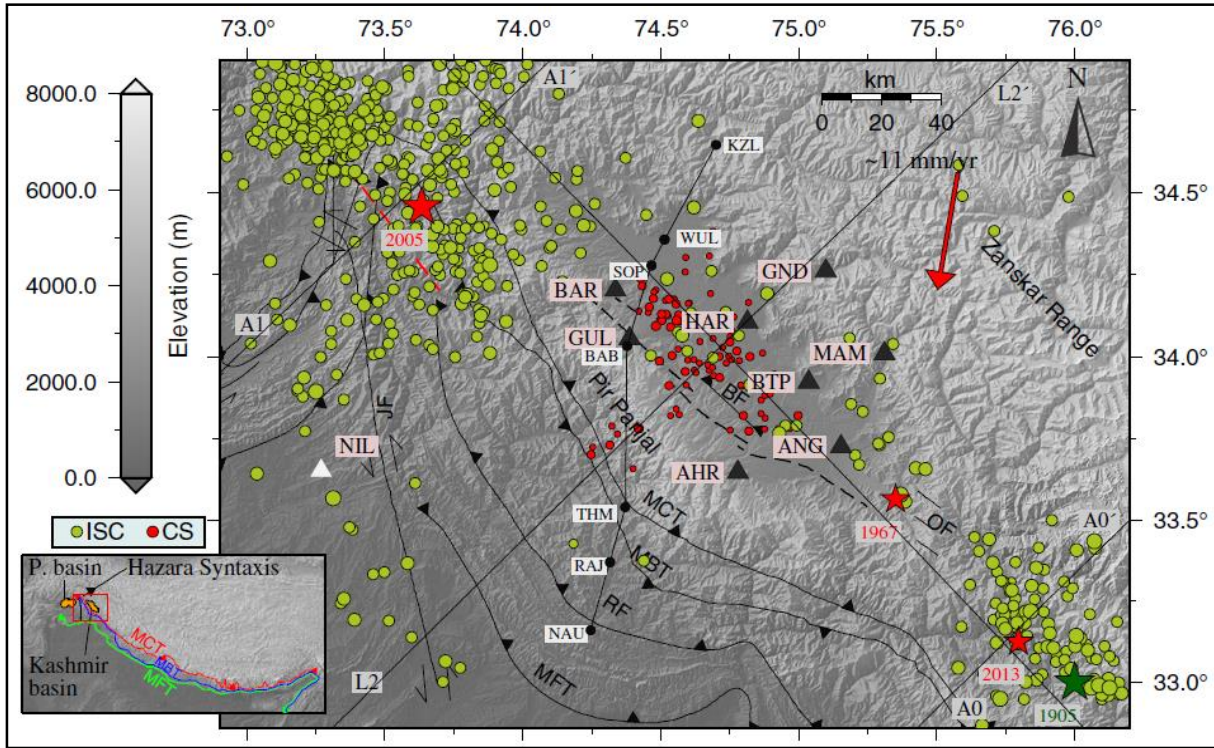 73.0° 73.5° 74.0° 74.5° 75.0° 75.5° 76.0°
8000.0
6000.0
4000.0
2000.0
0.0
Elevation (m)
A1´
km
0 20 40
L2´
N
~11 mm/yr
KZL
34.5°
2005
WUL
SOP
GND
Zanskar Range
BAR
HAR
A1
GUL
BAB
MAM
34.0°
BTP
BF
Pir Panjal
JF
NIL
ANG
AHR
MCT
THM
1967
OF
A0´
33.5°
MBT
RAJ
RF
NAU
2013
L2
MFT
A0
1905
33.0°
ISC CS
P. basin Hazara Syntaxis
MCT
MBT
MFT
Kashmir
basin